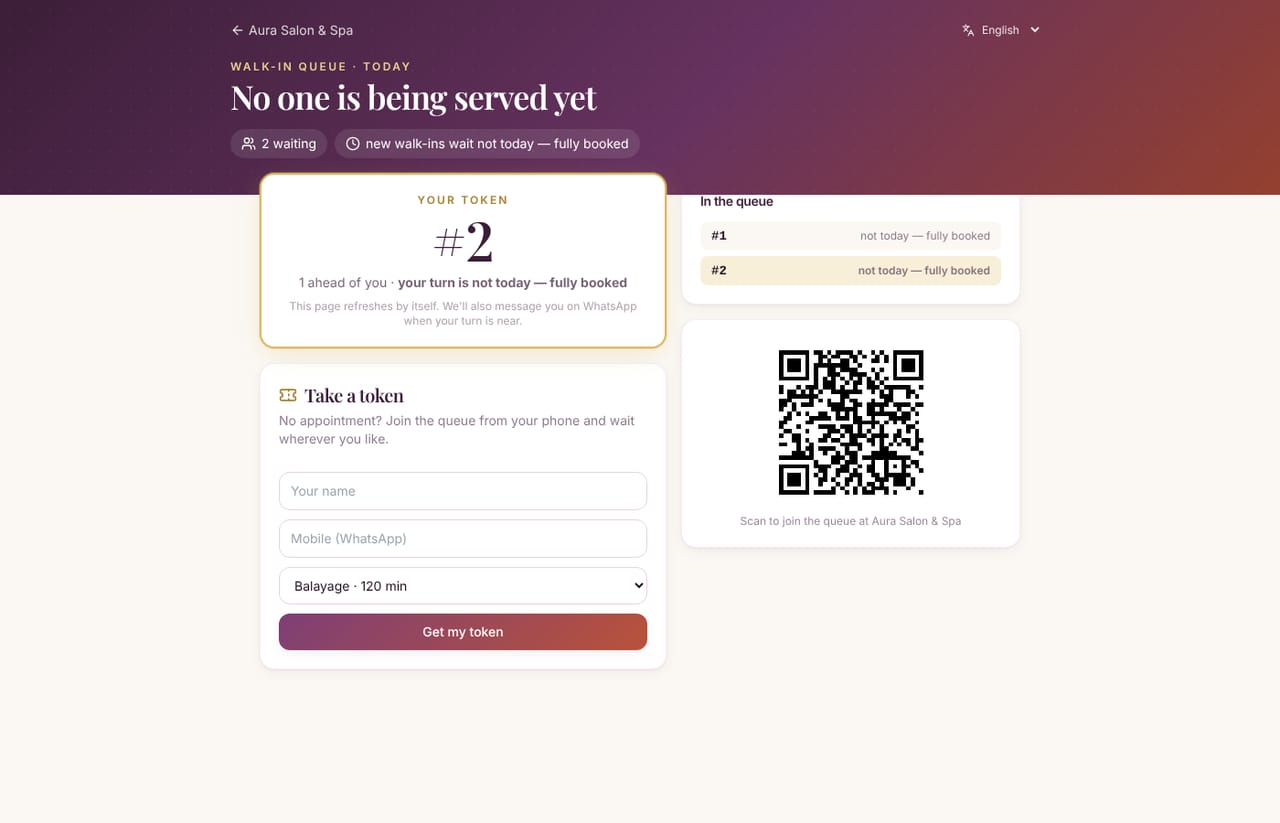 Aura Salon & Spa
English
WALK-IN QUEUE · TODAY
No one is being served yet
2 waiting
new walk-ins wait not today — fully booked
YOUR TOKEN
#2
1 ahead of you · your turn is not today — fully booked
This page refreshes by itself. We'll also message you on WhatsApp
when your turn is near.
In the queue
#1 not today — fully booked
#2 not today — fully booked
Take a token
No appointment? Join the queue from your phone and wait
wherever you like.
Your name
Mobile (WhatsApp)
Balayage · 120 min
Get my token
Scan to join the queue at Aura Salon & Spa